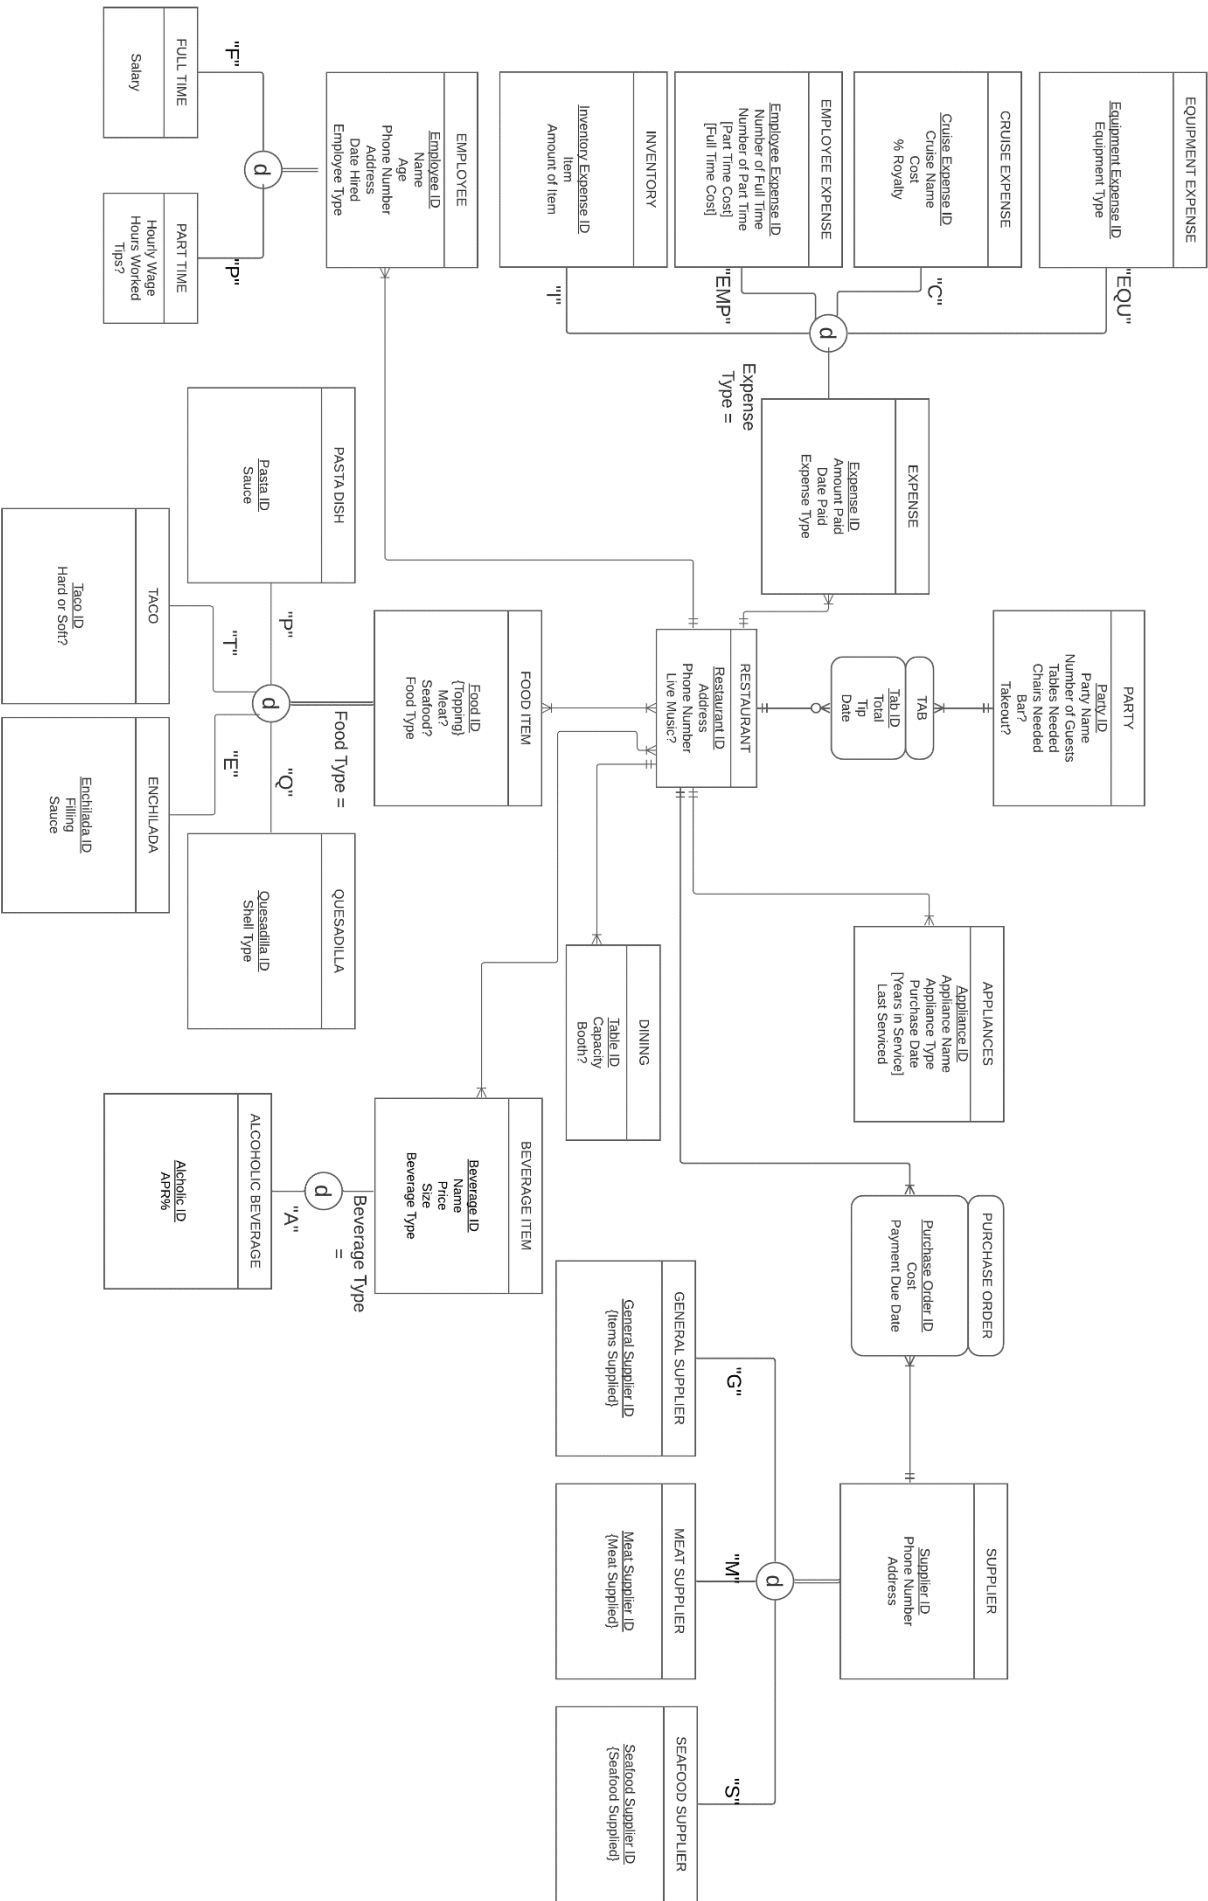 EQUIPMENT EXPENSE
Equipment Expense ID
Equipment Type
"EQU"
CRUISE EXPENSE
Cruise Expense ID
Cruise Name
Cost
% Royalty
"C"
EMPLOYEE EXPENSE
Employee Expense ID
Number of Full Time
Number of Part Time
[Part Time Cost]
[Full Time Cost]
"EMP"
INVENTORY
Inventory Expense ID
Item
Amount of Item
"I"
d
Expense
Type =
EXPENSE
Expense ID
Amount Paid
Date Paid
Expense Type
EMPLOYEE
Employee ID
Name
Age
Phone Number
Address
Date Hired
Employee Type
d
"F"
"P"
FULL TIME
Salary
PART TIME
Hourly Wage
Hours Worked
Tips?
PARTY
Party ID
Party Name
Number of Guests
Tables Needed
Chairs Needed
Bar?
Takeout?
TAB
Tab ID
Total
Tip
Date
RESTAURANT
Restaurant ID
Address
Phone Number
Live Music?
FOOD ITEM
Food ID
{Topping}
Meat?
Seafood?
Food Type
Food Type =
d
"P"
"T"
"E"
"Q"
PASTA DISH
Pasta ID
Sauce
TACO
Taco ID
Hard or Soft?
ENCHILADA
Enchilada ID
Filling
Sauce
QUESADILLA
Quesadilla ID
Shell Type
APPLIANCES
Appliance ID
Appliance Name
Appliance Type
Purchase Date
[Years in Service]
Last Serviced
DINING
Table ID
Capacity
Booth?
BEVERAGE ITEM
Beverage ID
Name
Price
Size
Beverage Type
Beverage Type
=
d
"A"
ALCOHOLIC BEVERAGE
Alcholic ID
APR%
PURCHASE ORDER
Purchase Order ID
Cost
Payment Due Date
SUPPLIER
Supplier ID
Phone Number
Address
d
"G"
"M"
"S"
GENERAL SUPPLIER
General Supplier ID
{Items Supplied}
MEAT SUPPLIER
Meat Supplier ID
{Meat Supplied}
SEAFOOD SUPPLIER
Seafood Supplier ID
{Seafood Supplied}